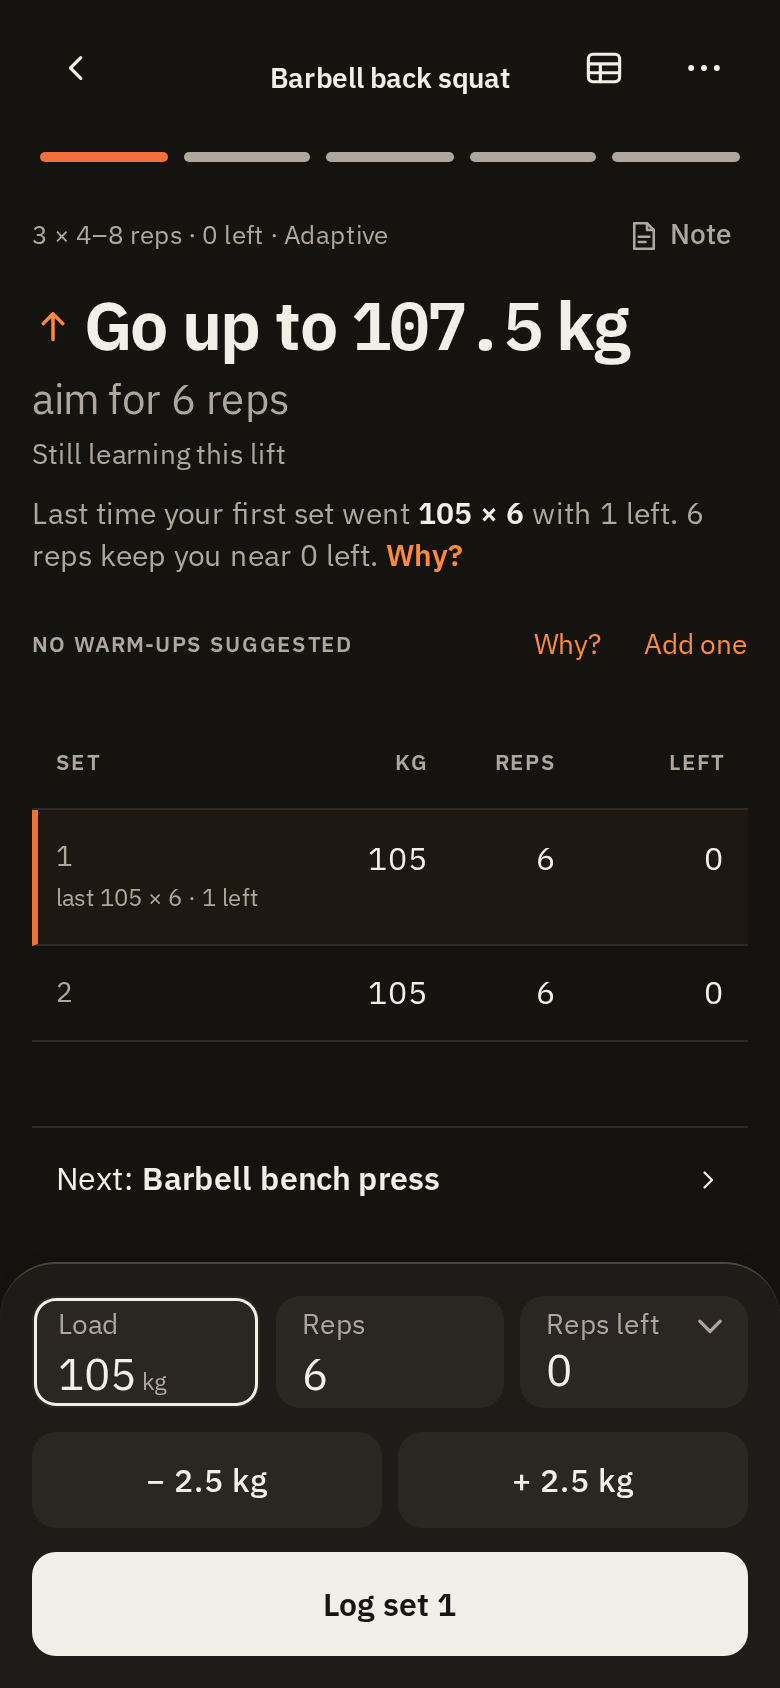 Barbell back squat
3 × 4–8 reps · 0 left · Adaptive
Note
↑ Go up to 107.5 kg
aim for 6 reps
Still learning this lift
Last time your first set went 105 × 6 with 1 left. 6
reps keep you near 0 left. Why?
NO WARM-UPS SUGGESTED Why? Add one
SET KG REPS LEFT
1 105 6 0
last 105 × 6 · 1 left
2 105 6 0
Next: Barbell bench press
Load Reps Reps left
105 kg 6 0
– 2.5 kg + 2.5 kg
Log set 1